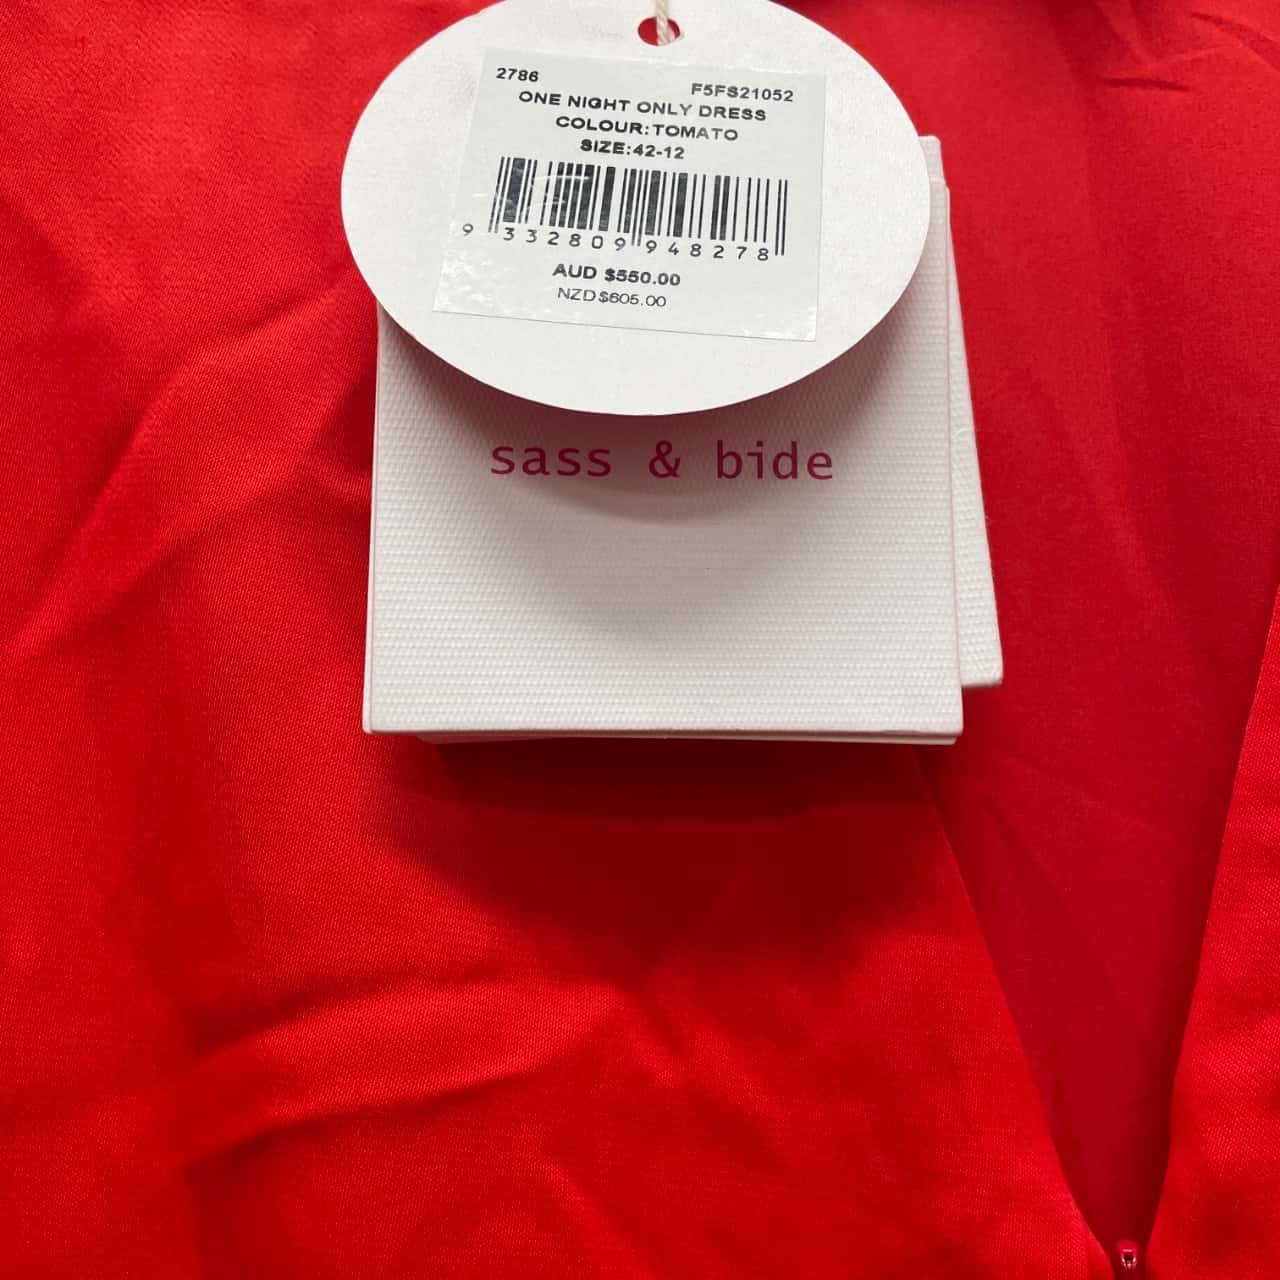 2786 F5FS21052
ONE NIGHT ONLY DRESS
COLOUR:TOMATO
SIZE:42-12
9 332809 948278
AUD $550.00
NZD$605.00
sass & bide